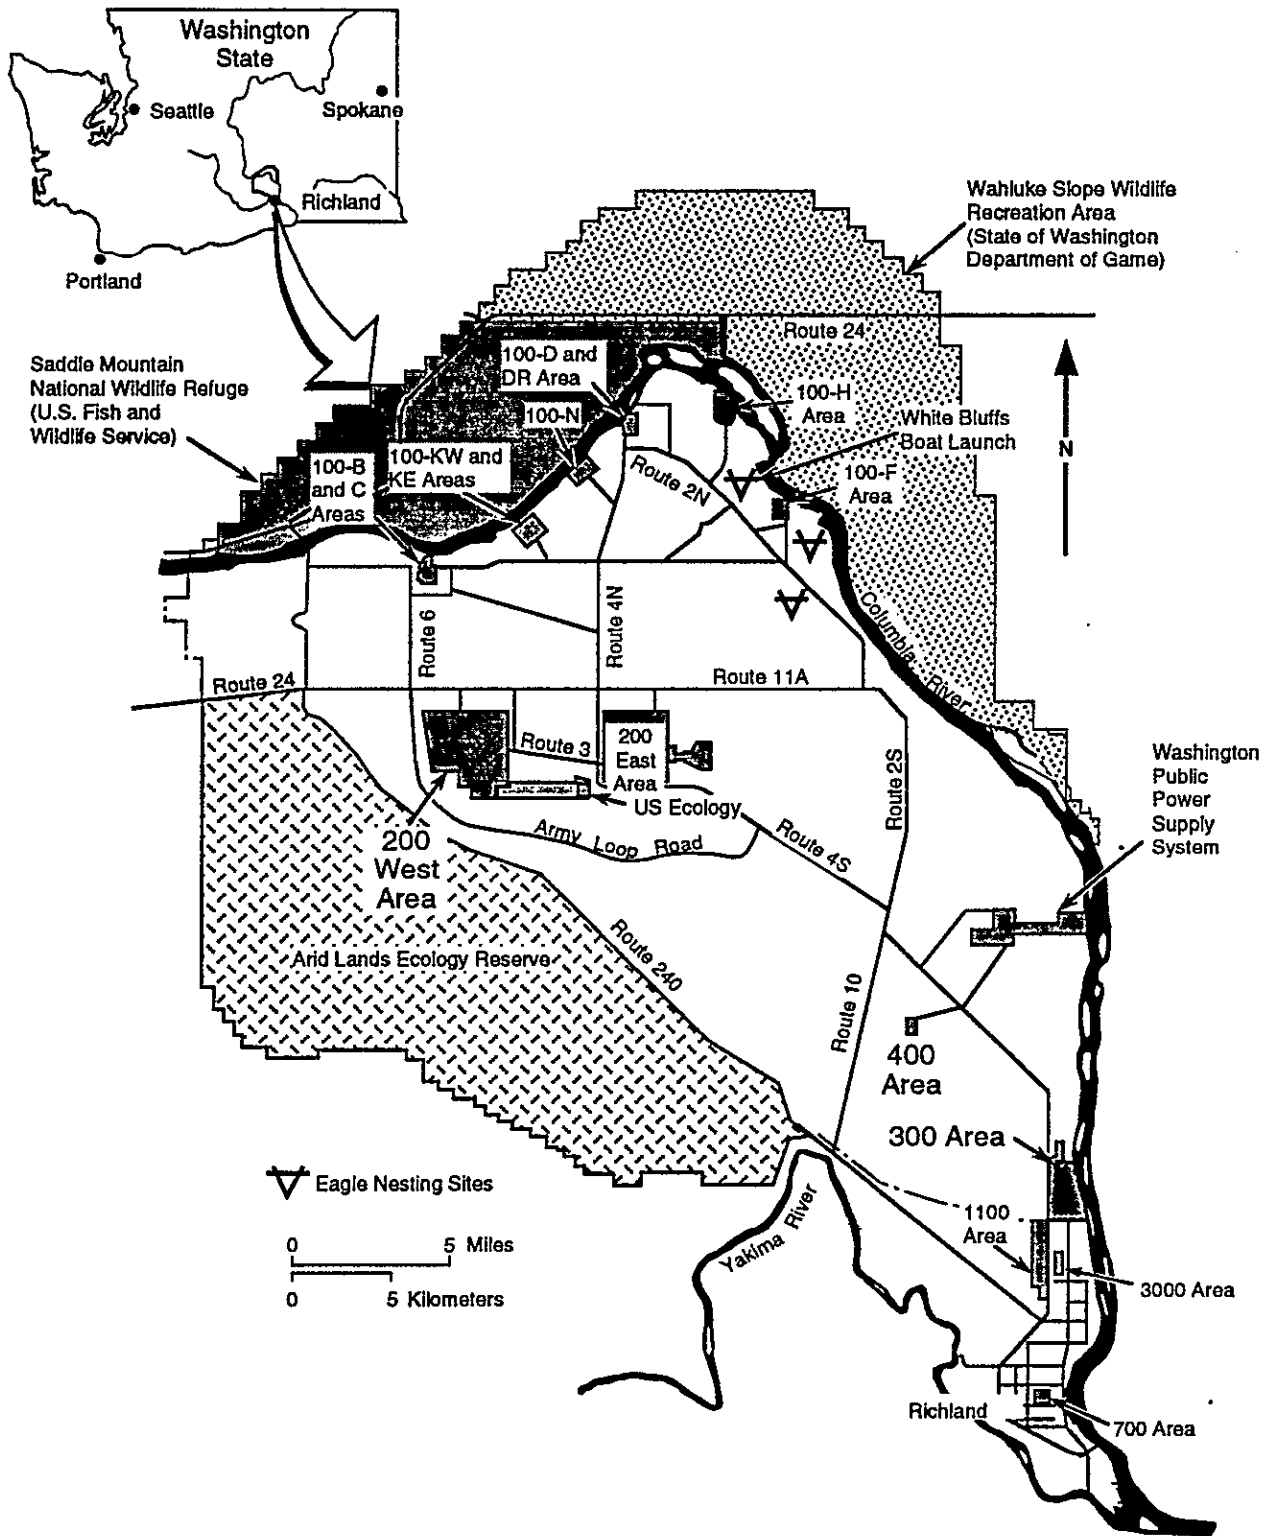 Washington
State
Seattle
Spokane
Richland
Portland
Wahluke Slope Wildlife
Recreation Area
(State of Washington
Department of Game)
Route 24
Saddle Mountain
National Wildlife Refuge
(U.S. Fish and
Wildlife Service)
100-D and
DR Area
100-N
100-H
Area
White Bluffs
Boat Launch
100-B
and C
Areas
100-KW and
KE Areas
100-F
Area
N
Route 2N
Columbia
River
Route 6
Route 4N
Route 24
Route 11A
Route 3
200
East
Area
US Ecology
Route 2S
Washington
Public
Power
Supply
System
200
West
Area
Army Loop Road
Route 4S
Arid Lands Ecology Reserve
Route 240
Route 10
400
Area
300 Area
Eagle Nesting Sites
Yakima River
1100
Area
0 5 Miles
0 5 Kilometers
3000 Area
Richland
700 Area